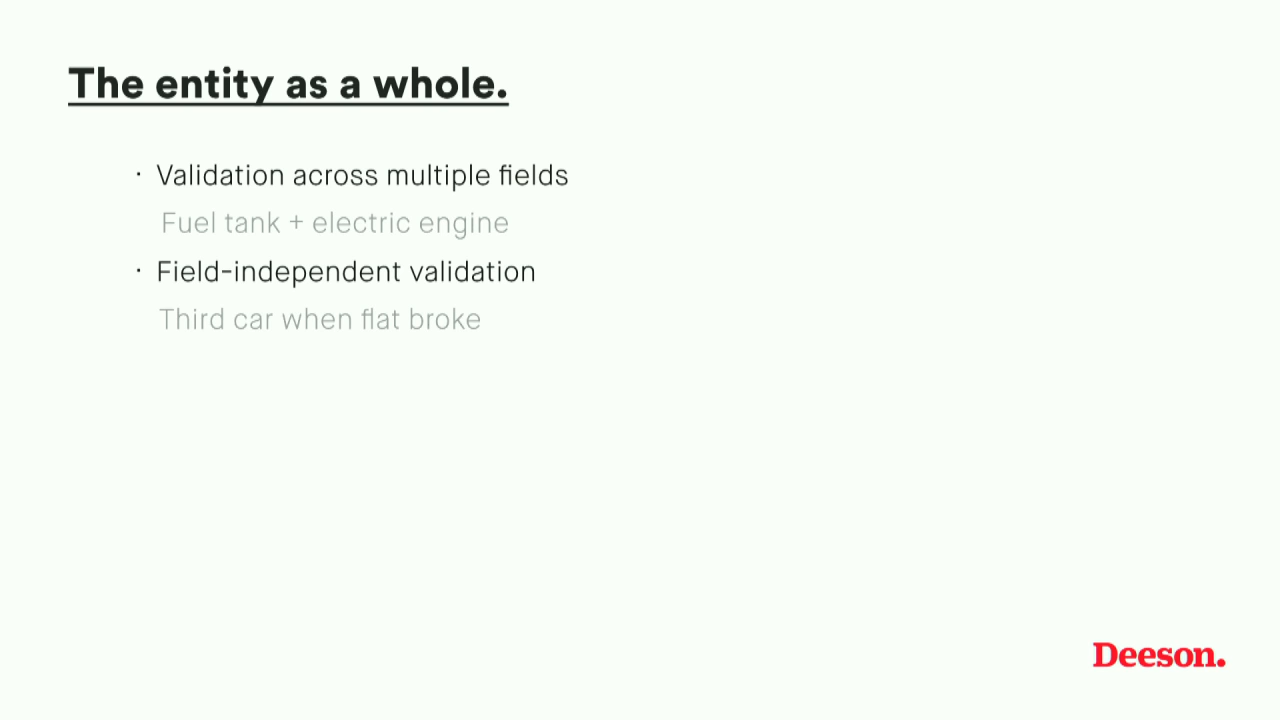 The entity as a whole.
· Validation across multiple fields
Fuel tank + electric engine
· Field-independent validation
Third car when flat broke
Deeson.